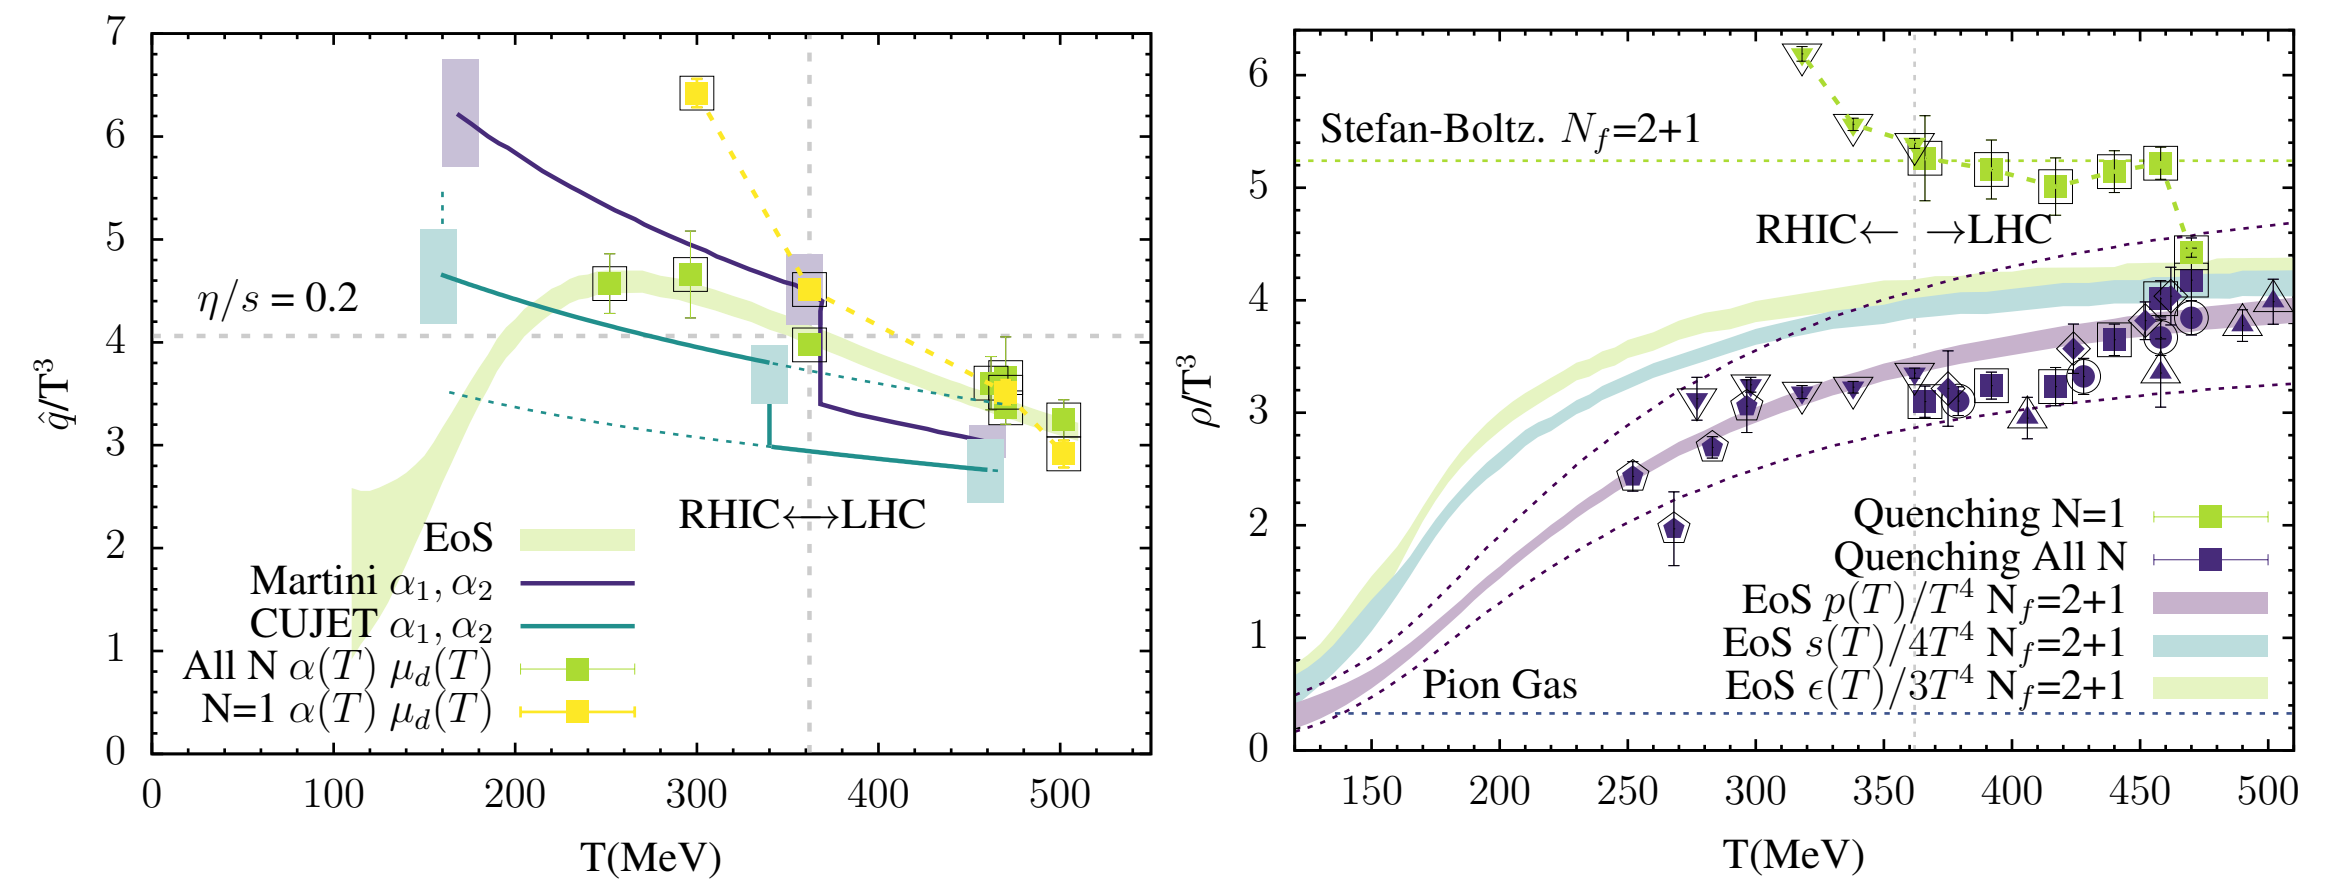 7
6
5
4
3
2
1
0
q̂/T³
η/s = 0.2
RHIC←→LHC
EoS
Martini α₁, α₂
CUJET α₁, α₂
All N α(T) μ_d(T)
N=1 α(T) μ_d(T)
0 100 200 300 400 500
T(MeV)
6
5
4
3
2
1
0
ρ/T³
Stefan-Boltz. N_f=2+1
RHIC← →LHC
Quenching N=1
Quenching All N
EoS p(T)/T⁴ N_f=2+1
EoS s(T)/4T⁴ N_f=2+1
EoS ϵ(T)/3T⁴ N_f=2+1
Pion Gas
150 200 250 300 350 400 450 500
T(MeV)